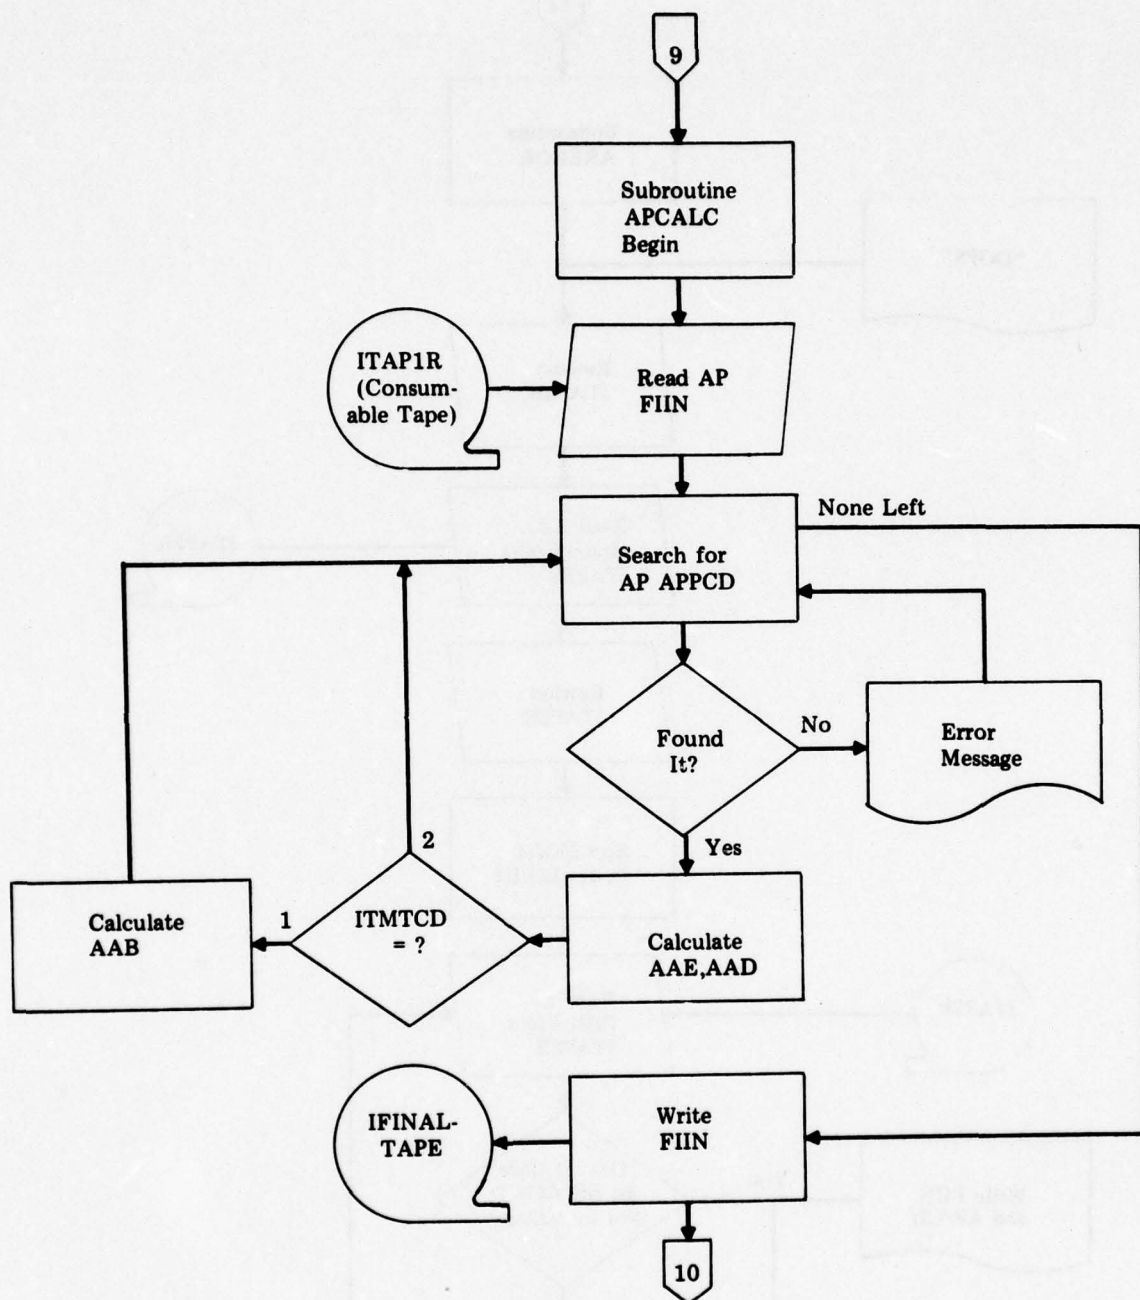 9
Subroutine
APCALC
Begin
ITAP1R
(Consum-
able Tape)
Read AP
FIIN
None Left
Search for
AP APPCD
Found
It?
No
Error
Message
Yes
2
Calculate
AAB
1
ITMTCD
= ?
Calculate
AAE,AAD
IFINAL-
TAPE
Write
FIIN
10